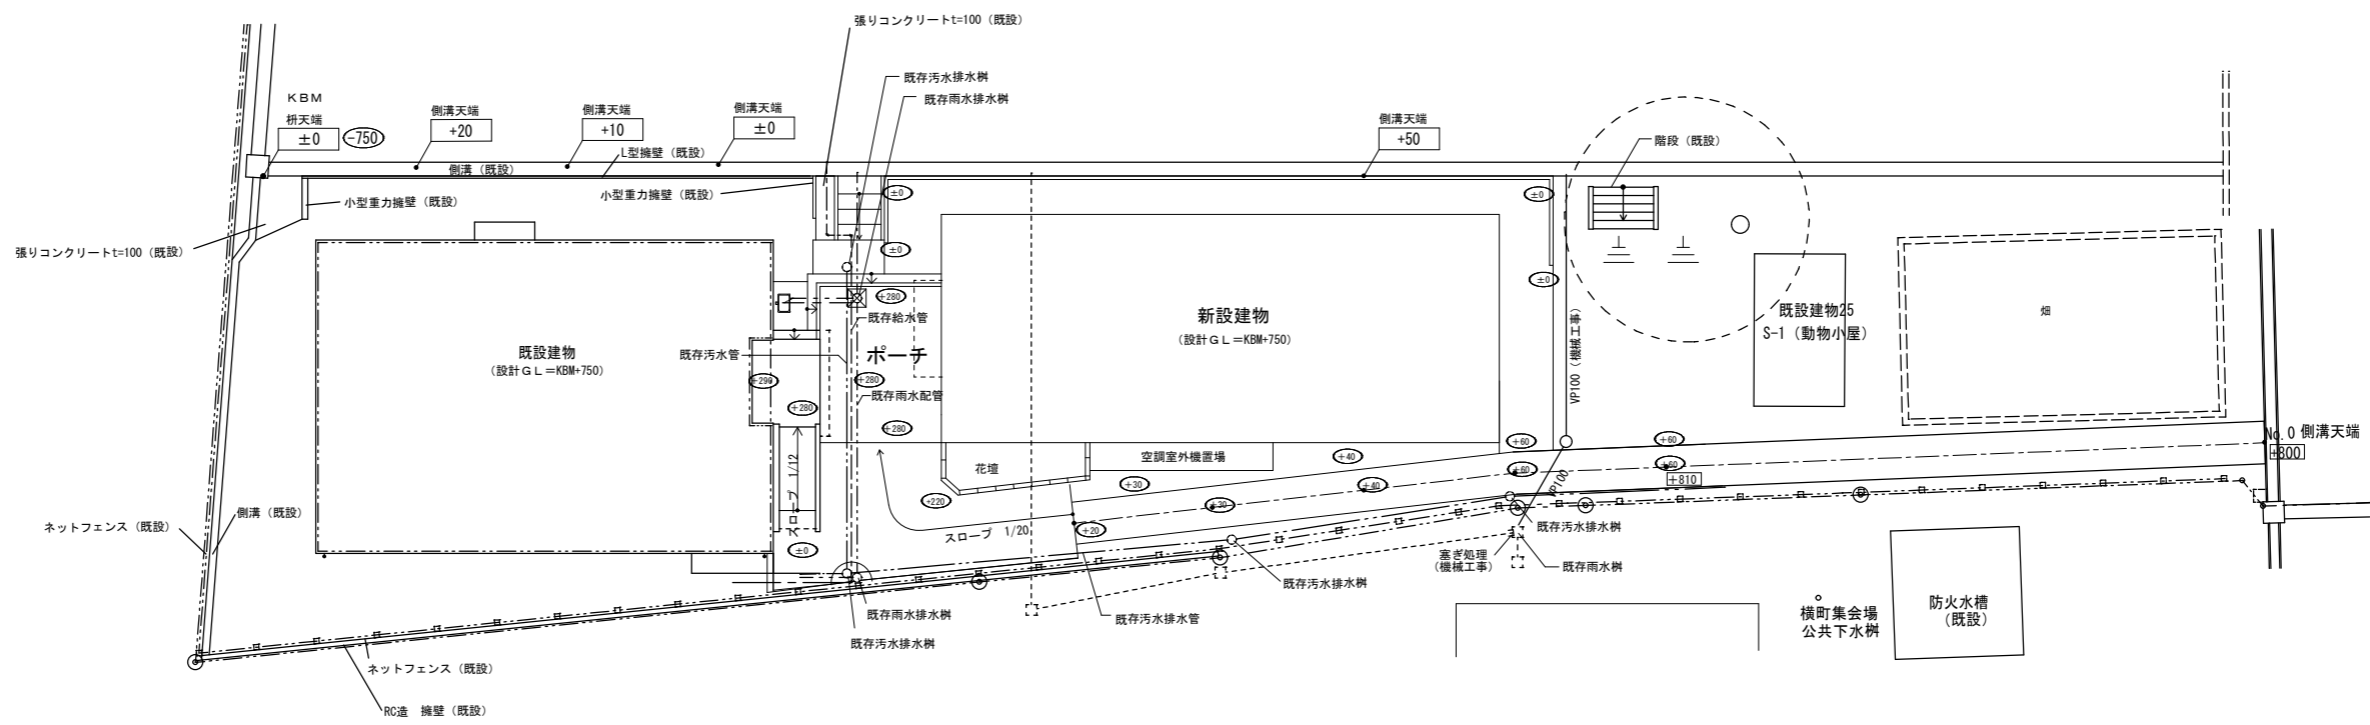 張りコンクリートt=100（既設）
既存汚水排水桝
既存雨水排水桝
KBM
枡天端
±0
-750
側溝天端
+20
側溝天端
+10
側溝天端
±0
側溝天端
+50
階段（既設）
L型擁壁（既設）
側溝（既設）
小型重力擁壁（既設）
小型重力擁壁（既設）
±0
±0
±0
±0
張りコンクリートt=100（既設）
+280
既存給水管
既存汚水管
ポーチ
+280
既存雨水配管
+280
既設建物
（設計ＧＬ＝KBM+750）
+290
+280
スロープ 1/12
±0
新設建物
（設計ＧＬ＝KBM+750）
VP100（機械工事）
既設建物25
S-1（動物小屋）
畑
No.0 側溝天端
+800
花壇
空調室外機置場
+220
+30
+40
+60
+60
+60
+60
+40
+30
+20
+810
VP100
スロープ 1/20
ネットフェンス（既設）
側溝（既設）
既存汚水排水桝
塞ぎ処理
（機械工事）
既存雨水桝
既存汚水排水桝
既存汚水排水管
既存雨水排水桝
既存汚水排水桝
横町集会場
公共下水桝
防火水槽
（既設）
ネットフェンス（既設）
RC造　擁壁（既設）